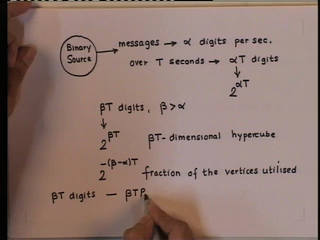 Binary
Source
messages → α digits per sec.
over T seconds → αT digits
↓
2^αT
βT digits, β>α
↓
2^βT βT-dimensional hypercube
2^-(β-α)T fraction of the vertices utilised
βT digits — βTP